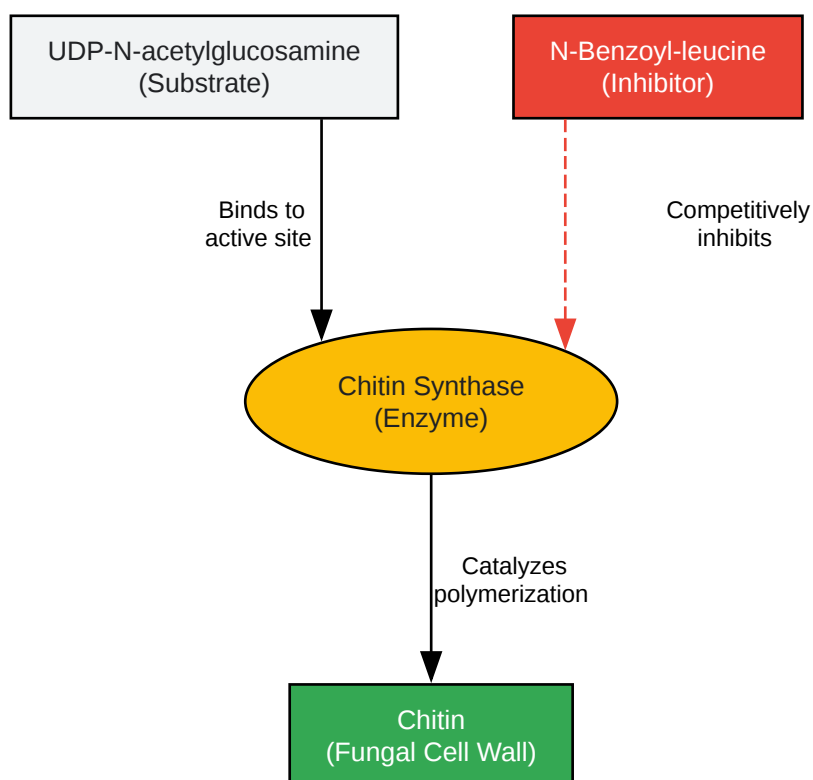 UDP-N-acetylglucosamine
(Substrate)
N-Benzoyl-leucine
(Inhibitor)
Binds to
active site
Competitively
inhibits
Chitin Synthase
(Enzyme)
Catalyzes
polymerization
Chitin
(Fungal Cell Wall)